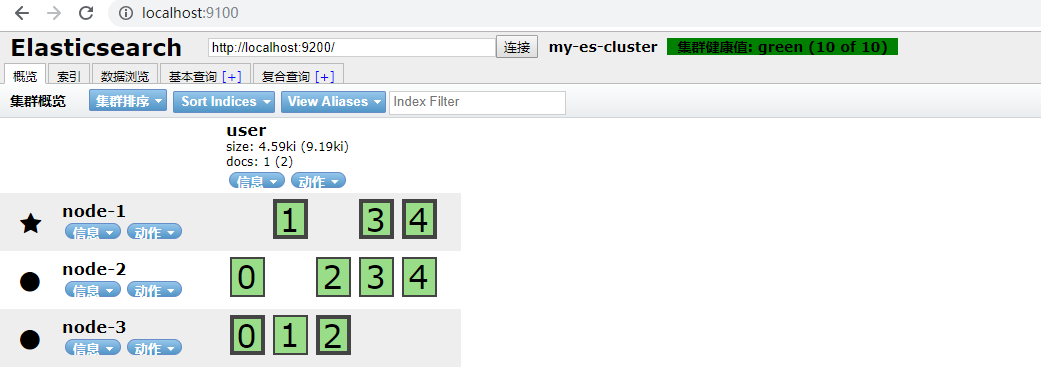 localhost:9100
Elasticsearch http://localhost:9200/ 连接 my-es-cluster 集群健康值: green (10 of 10)
概览 索引 数据浏览 基本查询 [+] 复合查询 [+]
集群概览 集群排序 Sort Indices View Aliases Index Filter
user
size: 4.59ki (9.19ki)
docs: 1 (2)
信息 动作
node-1 1 3 4
信息 动作
node-2 0 2 3 4
信息 动作
node-3 0 1 2
信息 动作